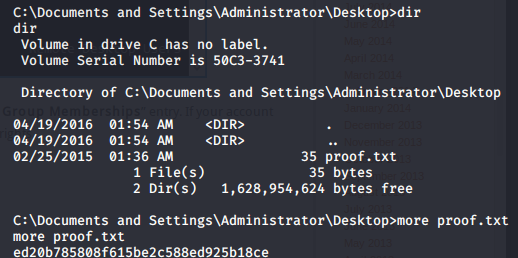 C:\Documents and Settings\Administrator\Desktop>dir
dir
 Volume in drive C has no label.
 Volume Serial Number is 50C3-3741

 Directory of C:\Documents and Settings\Administrator\Desktop

04/19/2016  01:54 AM    <DIR>          .
04/19/2016  01:54 AM    <DIR>          ..
02/25/2015  01:36 AM                35 proof.txt
               1 File(s)             35 bytes
               2 Dir(s)   1,628,954,624 bytes free

C:\Documents and Settings\Administrator\Desktop>more proof.txt
more proof.txt
ed20b785808f615be2c588ed925b18ce